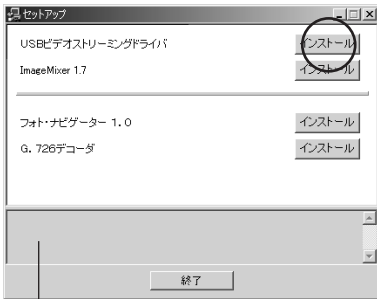 セットアップ
USBビデオストリーミングドライバ インストール
ImageMixer 1.7 インストール
フォト・ナビゲーター 1.0 インストール
G.726デコーダ インストール
終了